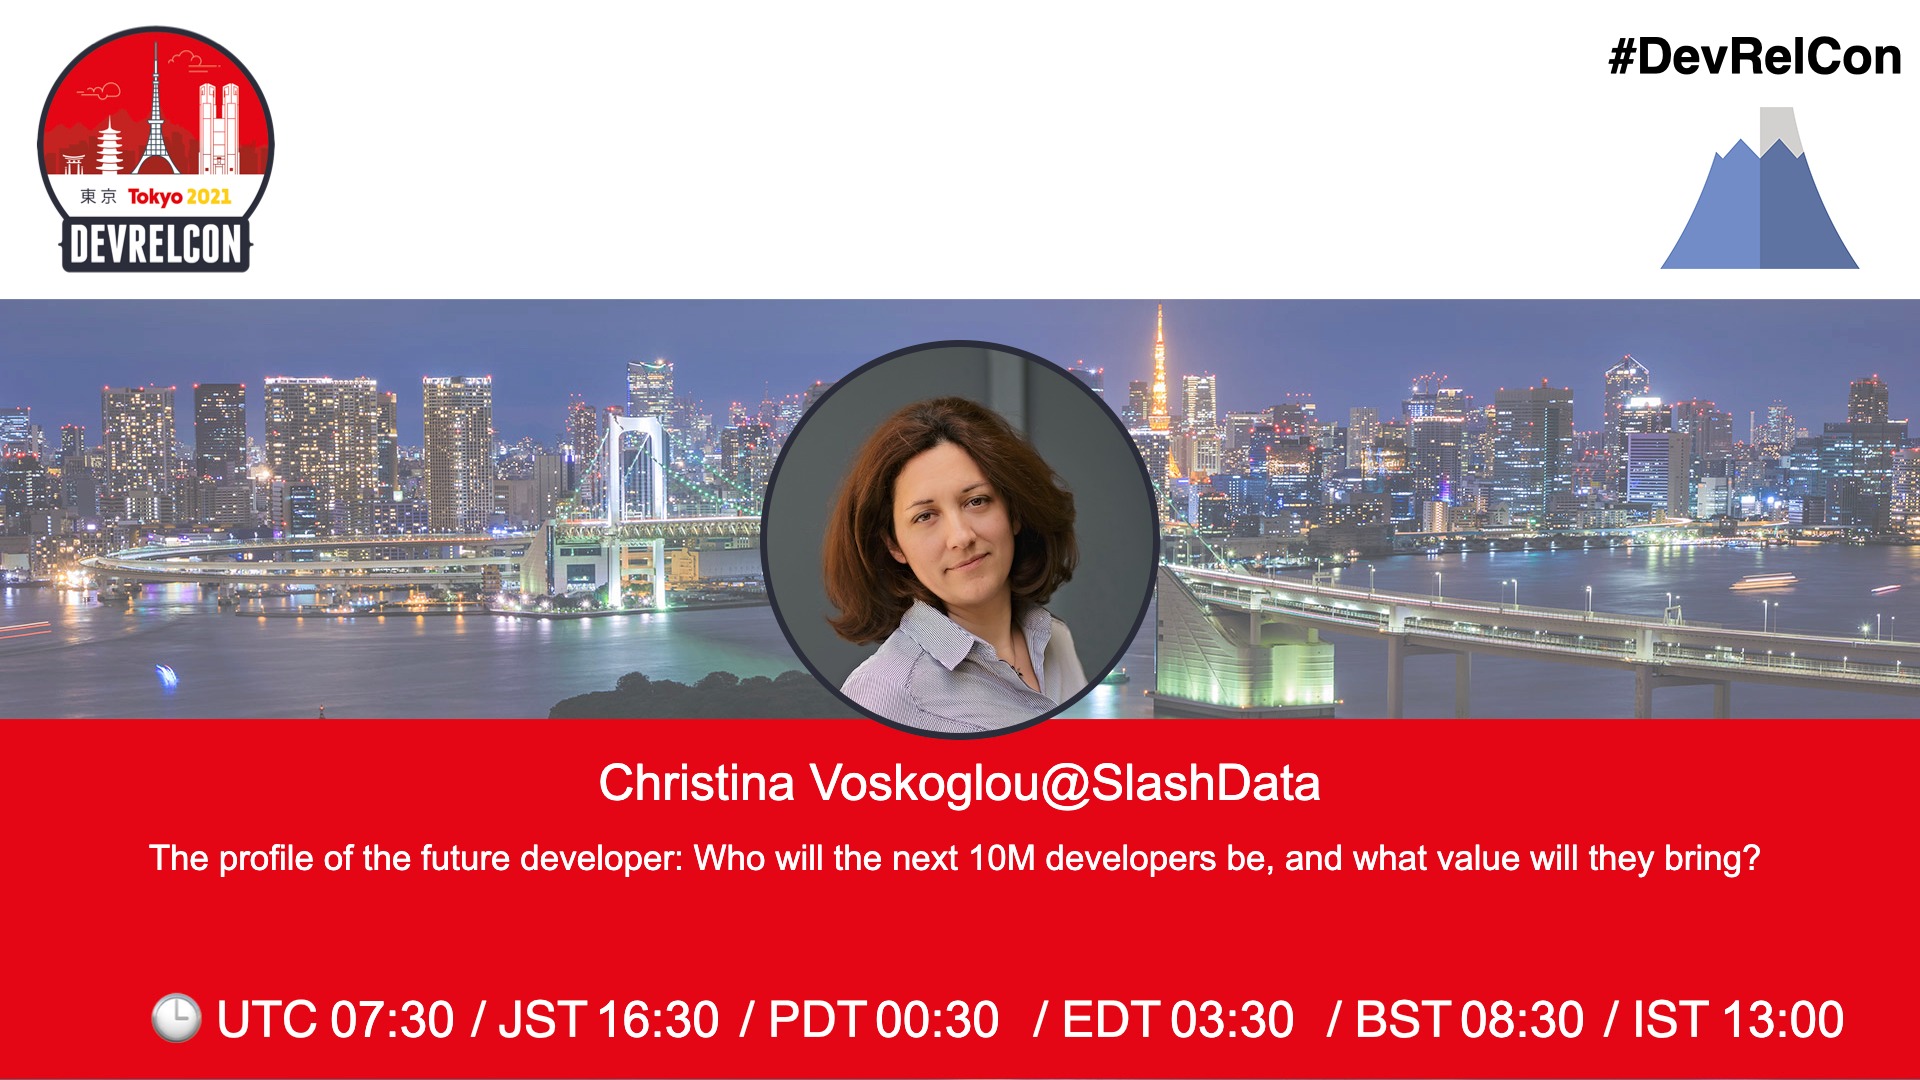 #DevRelCon
東京 Tokyo 2021
DEVRELCON
Christina Voskoglou@SlashData
The profile of the future developer: Who will the next 10M developers be, and what value will they bring?
UTC 07:30 / JST 16:30 / PDT 00:30 / EDT 03:30 / BST 08:30 / IST 13:00